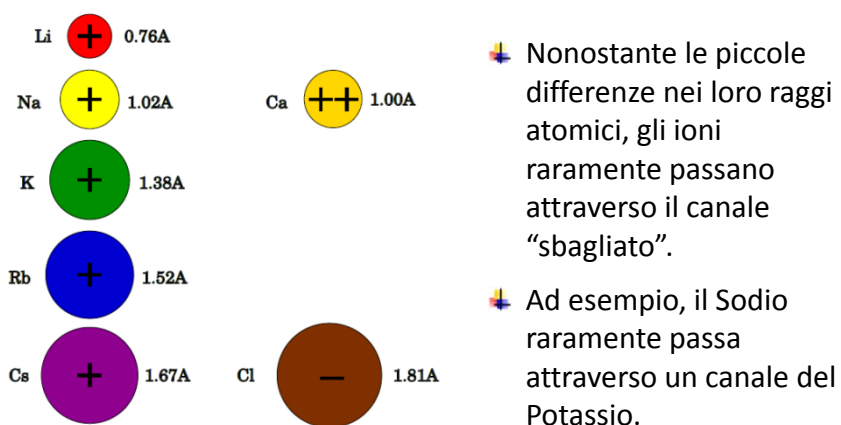 Li + 0.76A
Na + 1.02A
Ca ++ 1.00A
K + 1.38A
Rb + 1.52A
Cs + 1.67A
Cl – 1.81A
Nonostante le piccole
differenze nei loro raggi
atomici, gli ioni
raramente passano
attraverso il canale
“sbagliato”.
Ad esempio, il Sodio
raramente passa
attraverso un canale del
Potassio.